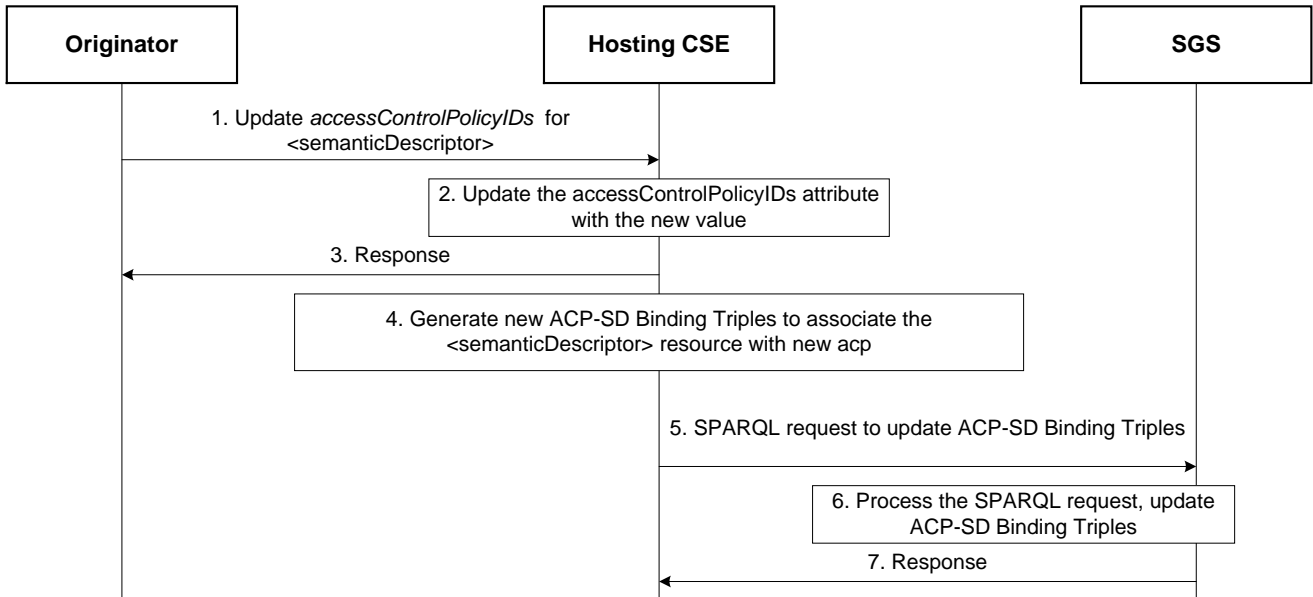 Originator
Hosting CSE
SGS
1. Update accessControlPolicyIDs for
<semanticDescriptor>
2. Update the accessControlPolicyIDs attribute
with the new value
3. Response
4. Generate new ACP-SD Binding Triples to associate the
<semanticDescriptor> resource with new acp
5. SPARQL request to update ACP-SD Binding Triples
6. Process the SPARQL request, update
ACP-SD Binding Triples
7. Response